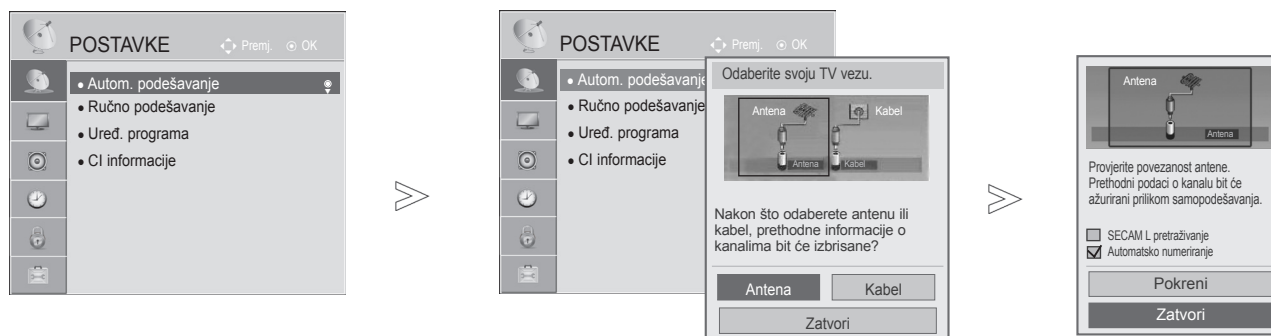 POSTAVKE
Premj. OK
• Autom. podešavanje
• Ručno podešavanje
• Uređ. programa
• CI informacije
>
POSTAVKE
Premj. OK
• Autom. podešavanje
• Ručno podešavanje
• Uređ. programa
• CI informacije
Odaberite svoju TV vezu.
Antena Kabel
Antena Kabel
Nakon što odaberete antenu ili
kabel, prethodne informacije o
kanalima bit će izbrisane?
Antena Kabel
Zatvori
>
Antena
Antena
Provjerite povezanost antene.
Prethodni podaci o kanalu bit će
ažurirani prilikom samopodešavanja.
SECAM L pretraživanje
Automatsko numeriranje
Pokreni
Zatvori